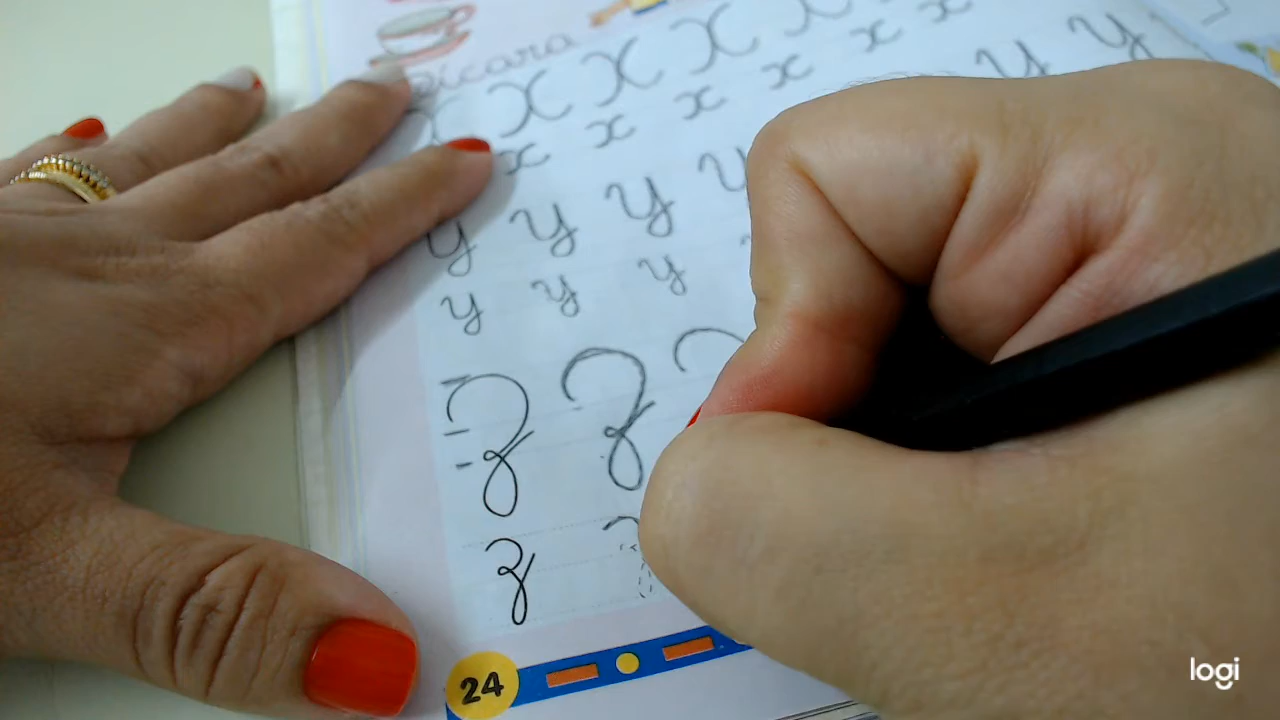 xícara
X X X X X
x x x x x x
Y Y Y Y Y
y y y
Z Z
z
24
logi